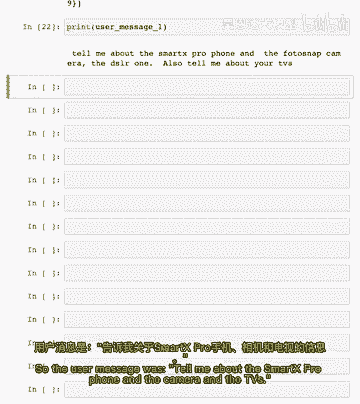 9}]
In [22]: print(user_message_1)
tell me about the smartx pro phone and  the fotosnap cam
era, the dslr one.  Also tell me about your tvs
In [ ]:
In [ ]:
In [ ]:
In [ ]:
In [ ]:
In [ ]:
In [ ]:
In [ ]:
In [ ]:
In [ ]:
In [ ]:
In [ ]:
用户消息是："告诉我关于SmartX Pro手机、相机和电视的信息
。"
So the user message was: "Tell me about the SmartX Pro
phone and the camera and the TVs."
In [ ]: